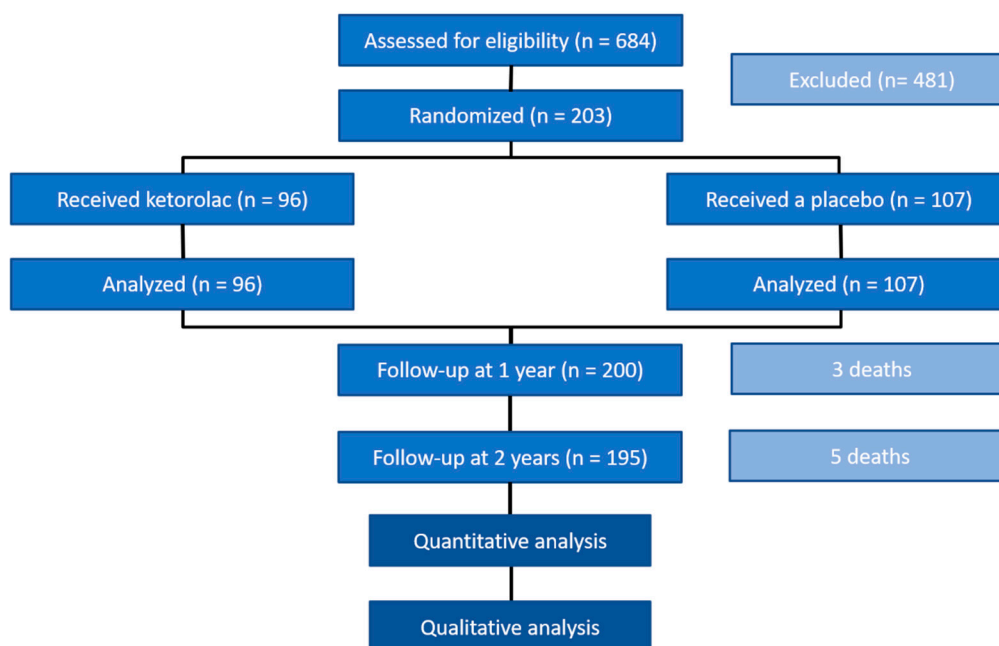 Assessed for eligibility (n = 684)
Excluded (n= 481)
Randomized (n = 203)
Received ketorolac (n = 96)
Received a placebo (n = 107)
Analyzed (n = 96)
Analyzed (n = 107)
Follow-up at 1 year (n = 200)
3 deaths
Follow-up at 2 years (n = 195)
5 deaths
Quantitative analysis
Qualitative analysis